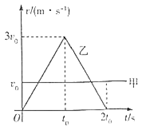 v/(m·s⁻¹)
3v₀
乙
v₀
甲
O
t₀
2t₀
t/s